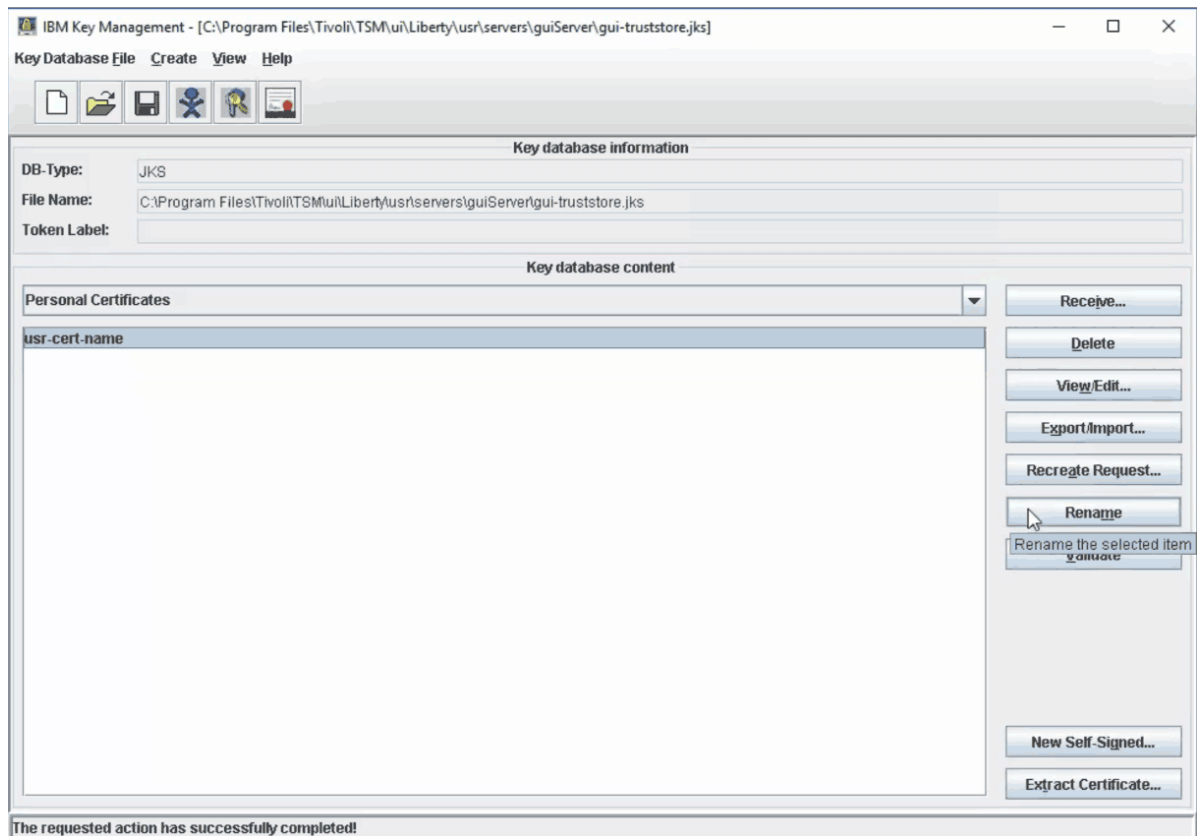 IBM Key Management - [C:\Program Files\Tivoli\TSM\ui\Liberty\usr\servers\guiServer\gui-truststore.jks]
Key Database File Create View Help
Key database information
DB-Type: JKS
File Name: C:\Program Files\Tivoli\TSM\ui\Liberty\usr\servers\guiServer\gui-truststore.jks
Token Label:
Key database content
Personal Certificates
Receive...
usr-cert-name
Delete
View/Edit...
Export/Import...
Recreate Request...
Rename
Rename the selected item
Validate
New Self-Signed...
Extract Certificate...
The requested action has successfully completed!